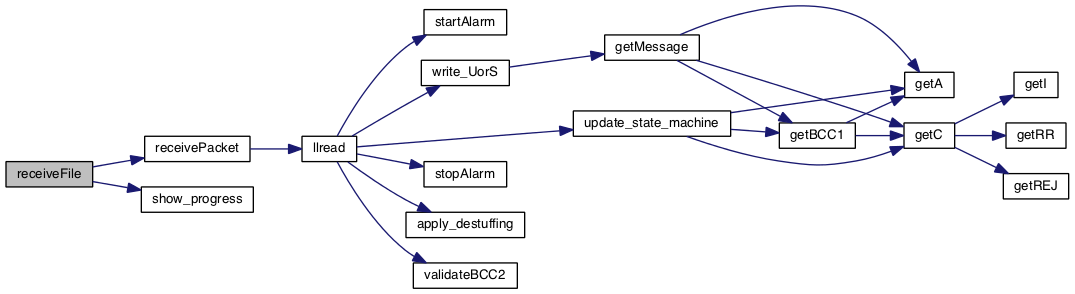 receiveFile
receivePacket
show_progress
llread
startAlarm
write_UorS
update_state_machine
stopAlarm
apply_destuffing
validateBCC2
getMessage
getBCC1
getA
getC
getI
getRR
getREJ